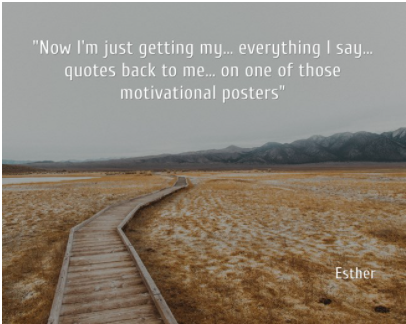 "Now I'm just getting my... everything I say...
quotes back to me... on one of those
motivational posters"
Esther